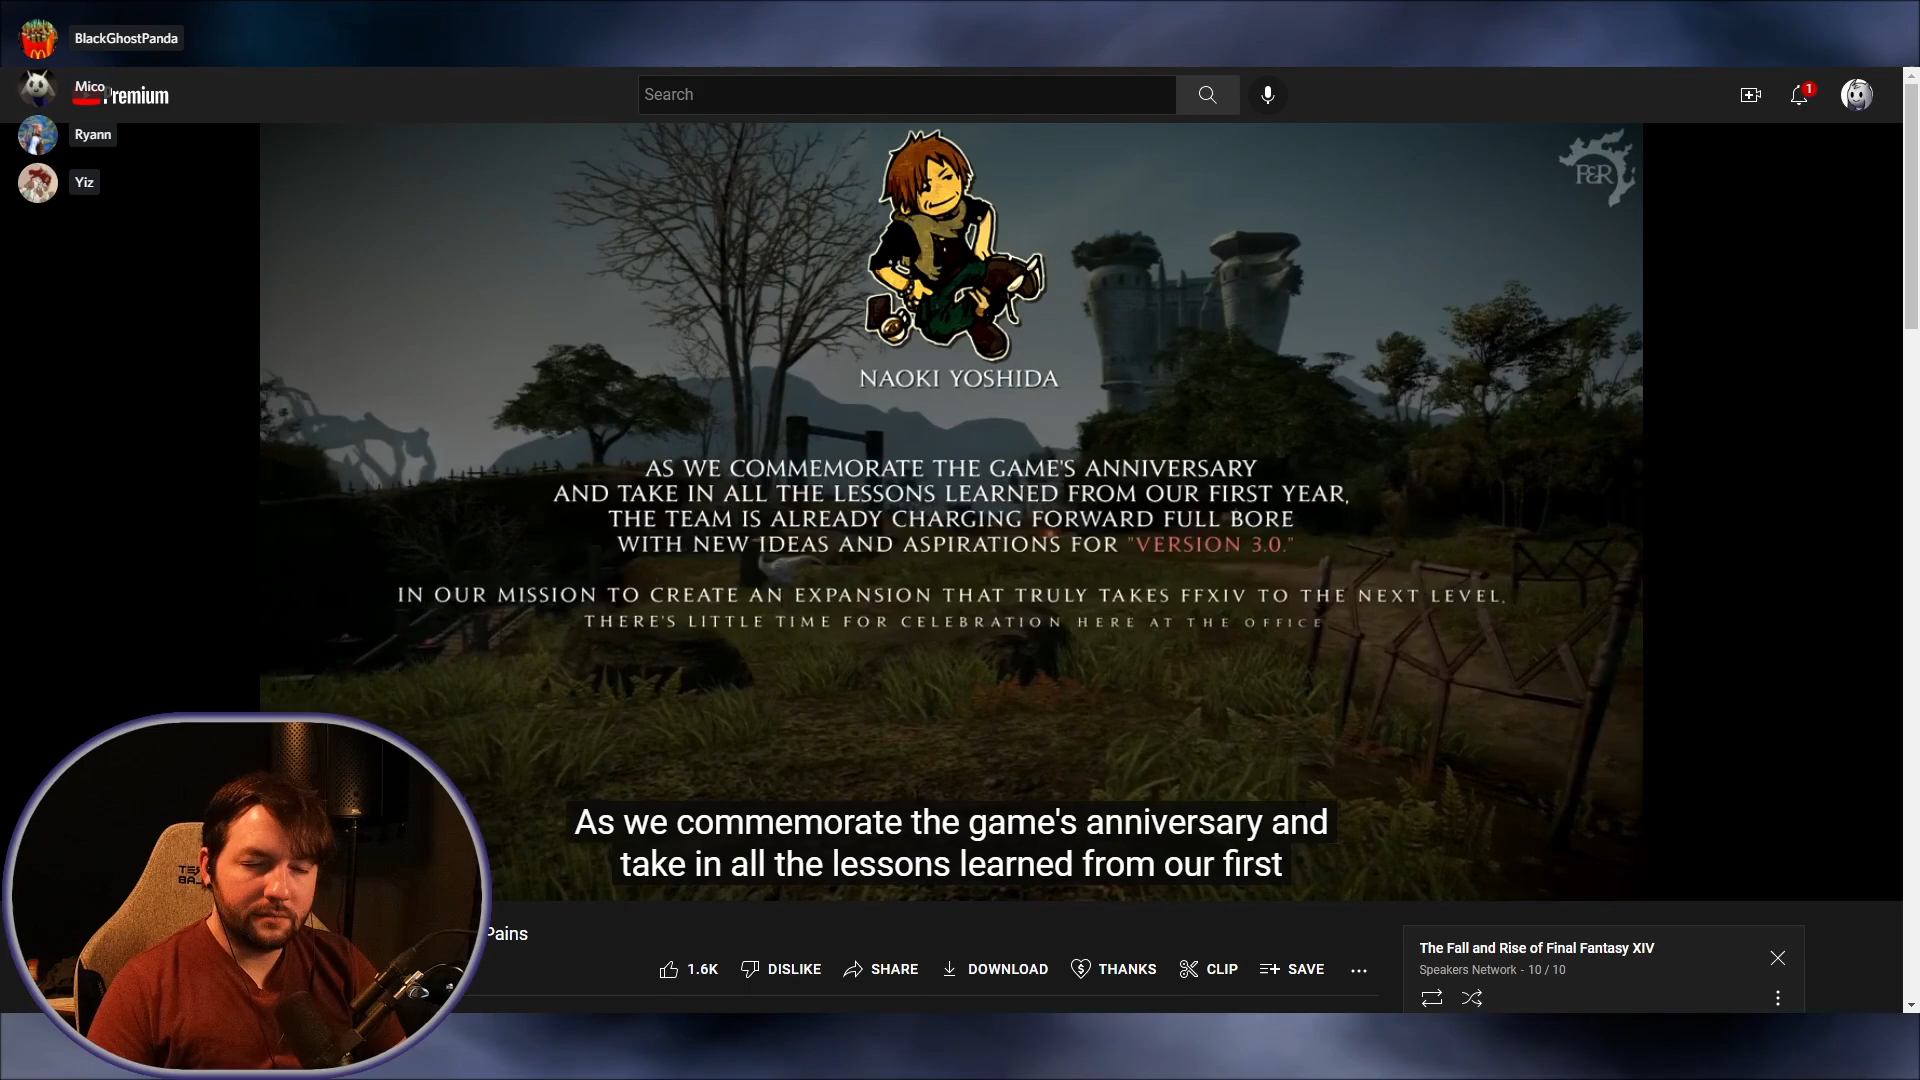 BlackGhostPanda
Mico
Premium
Search
1
Ryann
Yiz
P&R
NAOKI YOSHIDA
AS WE COMMEMORATE THE GAME'S ANNIVERSARY
AND TAKE IN ALL THE LESSONS LEARNED FROM OUR FIRST YEAR,
THE TEAM IS ALREADY CHARGING FORWARD FULL BORE
WITH NEW IDEAS AND ASPIRATIONS FOR "VERSION 3.0."
IN OUR MISSION TO CREATE AN EXPANSION THAT TRULY TAKES FFXIV TO THE NEXT LEVEL,
THERE'S LITTLE TIME FOR CELEBRATION HERE AT THE OFFICE
As we commemorate the game's anniversary and
take in all the lessons learned from our first
Pains
1.6K
DISLIKE
SHARE
DOWNLOAD
THANKS
CLIP
SAVE
The Fall and Rise of Final Fantasy XIV
Speakers Network - 10 / 10